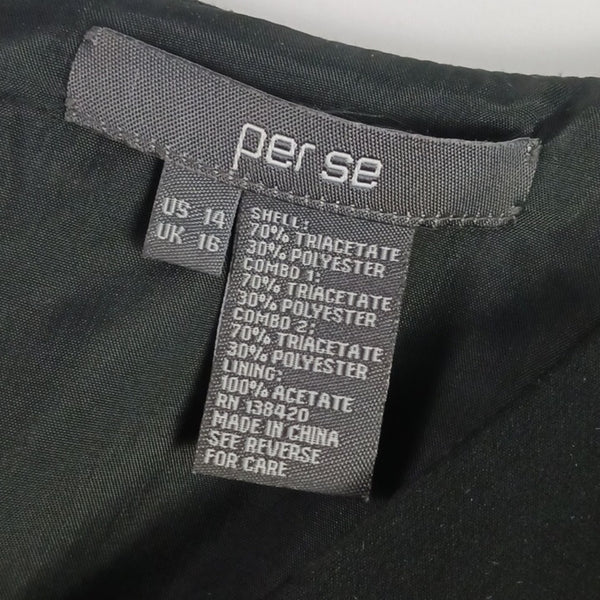 per se
US 14
UK 16
SHELL:
70% TRIACETATE
30% POLYESTER
COMBO 1:
70% TRIACETATE
30% POLYESTER
COMBO 2:
70% TRIACETATE
30% POLYESTER
LINING:
100% ACETATE
RN 138420
MADE IN CHINA
SEE REVERSE
FOR CARE